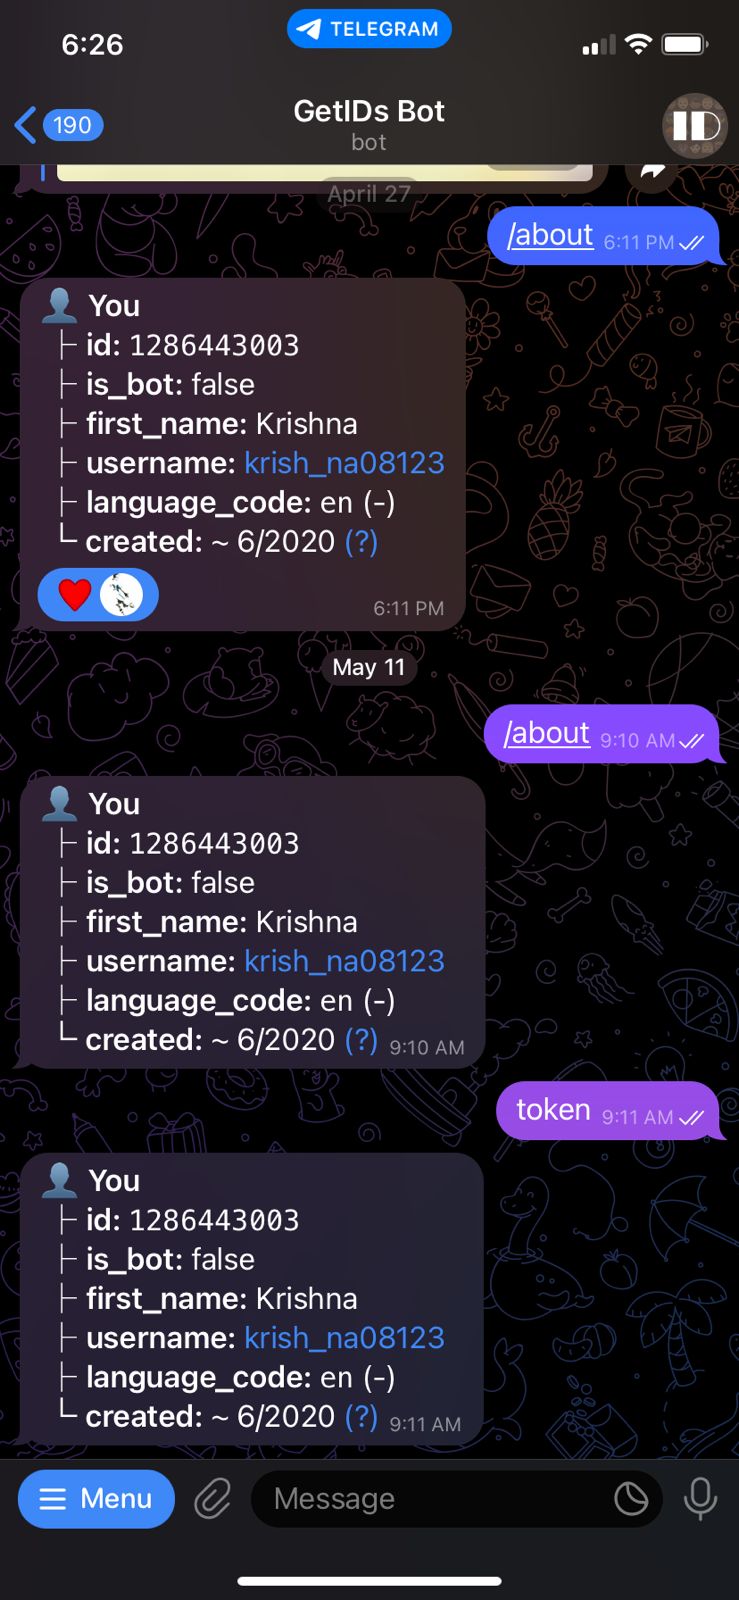 6:26
TELEGRAM
190
GetIDs Bot
bot
April 27
/about 6:11 PM
You
id: 1286443003
is_bot: false
first_name: Krishna
username: krish_na08123
language_code: en (-)
created: ~ 6/2020 (?)
6:11 PM
May 11
/about 9:10 AM
You
id: 1286443003
is_bot: false
first_name: Krishna
username: krish_na08123
language_code: en (-)
created: ~ 6/2020 (?) 9:10 AM
token 9:11 AM
You
id: 1286443003
is_bot: false
first_name: Krishna
username: krish_na08123
language_code: en (-)
created: ~ 6/2020 (?) 9:11 AM
Menu
Message